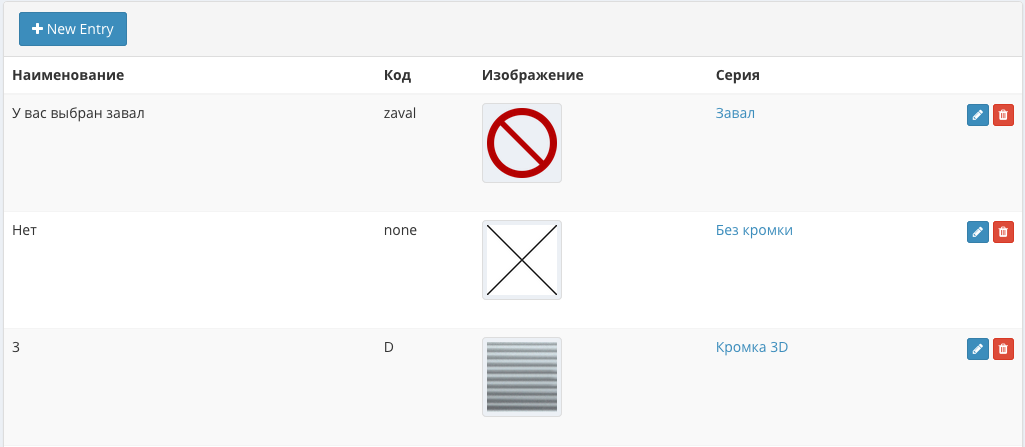 New Entry
Наименование Код Изображение Серия
У вас выбран завал zaval Завал
Нет none Без кромки
3 D Кромка 3D